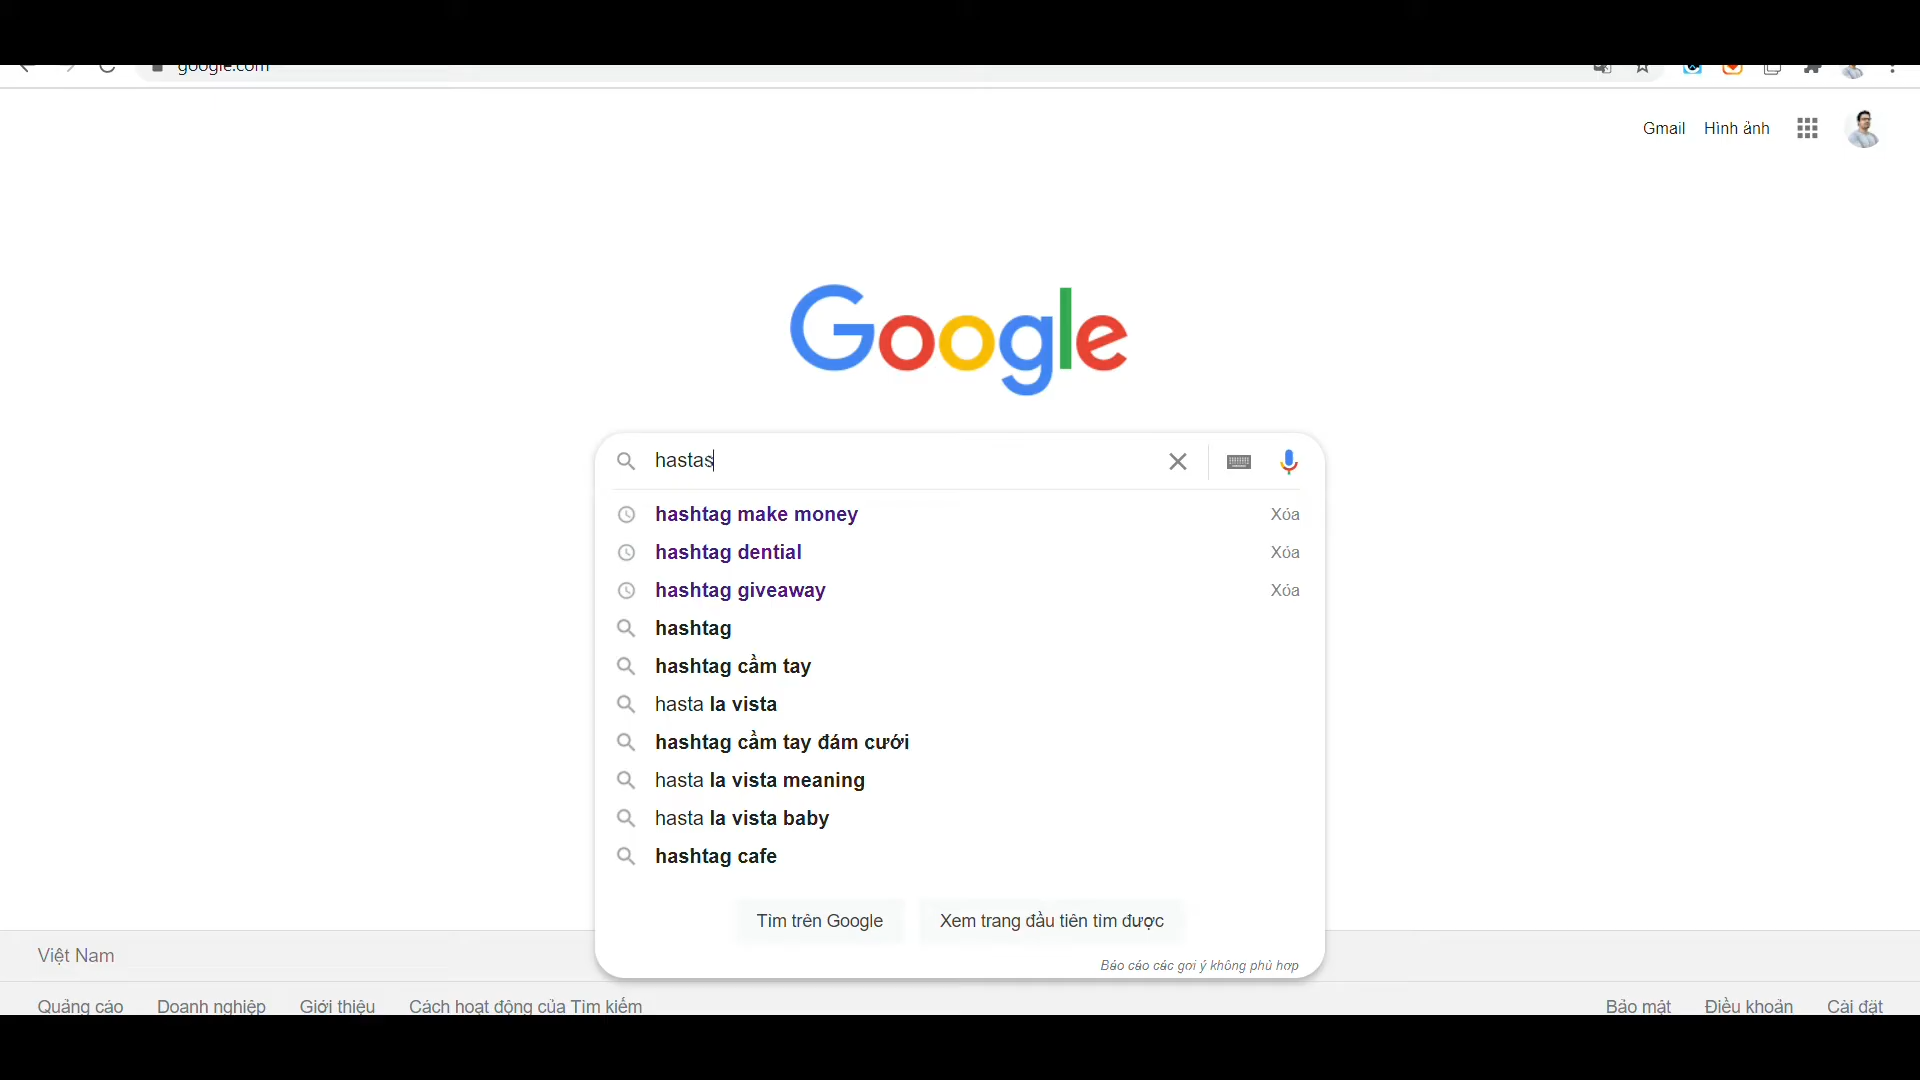 google.com
Gmail Hình ảnh
Google
hastas
hashtag make money Xóa
hashtag dential Xóa
hashtag giveaway Xóa
hashtag
hashtag cầm tay
hasta la vista
hashtag cầm tay đám cưới
hasta la vista meaning
hasta la vista baby
hashtag cafe
Tìm trên Google Xem trang đầu tiên tìm được
Báo cáo các gợi ý không phù hợp
Việt Nam
Quảng cáo Doanh nghiệp Giới thiệu Cách hoạt động của Tìm kiếm Bảo mật Điều khoản Cài đặt